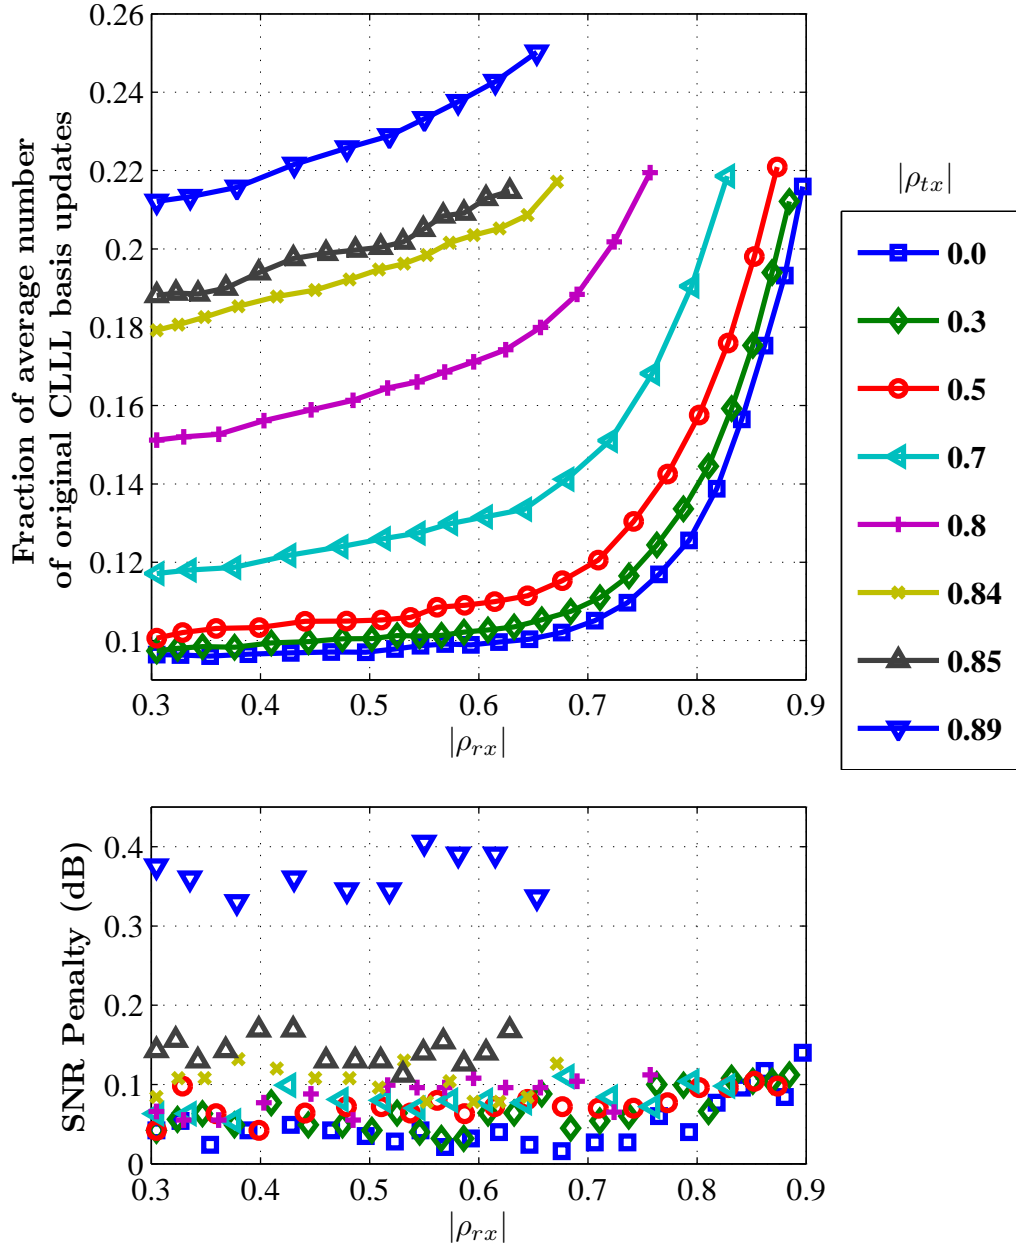 Fraction of average number
of original CLLL basis updates
0.26
0.24
0.22
0.2
0.18
0.16
0.14
0.12
0.1
0.3 0.4 0.5 0.6 0.7 0.8 0.9
|ρ_rx|
|ρ_tx|
0.0
0.3
0.5
0.7
0.8
0.84
0.85
0.89
SNR Penalty (dB)
0.4
0.3
0.2
0.1
0
0.3 0.4 0.5 0.6 0.7 0.8 0.9
|ρ_rx|